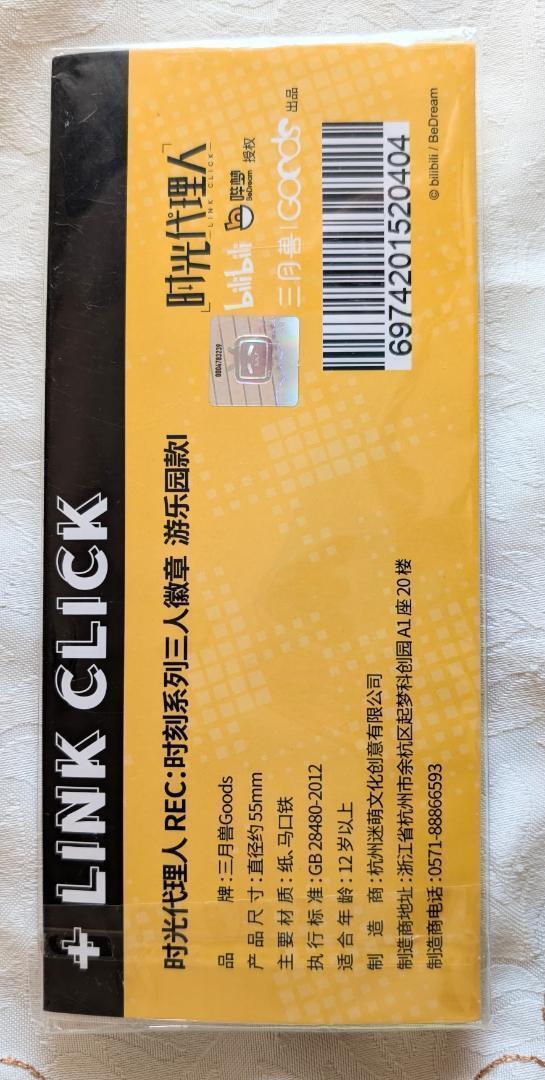 LINK CLICK
时光代理人 REC:时刻系列三人徽章 游乐园款I
品牌:三月兽Goods
产品尺寸:直径约55mm
主要材质:纸、马口铁
执行标准:GB 28480-2012
适合年龄:12岁以上
制造商:杭州迷萌文化创意有限公司
制造商地址:浙江省杭州市余杭区起梦科创园A1座20楼
制造商电话:0571-88866593
时光代理人
LINK CLICK
bilibili 哔梦 BeDream 授权
三月兽|GOODS 出品
0004783239
6974201520404
© bilibili / BeDream